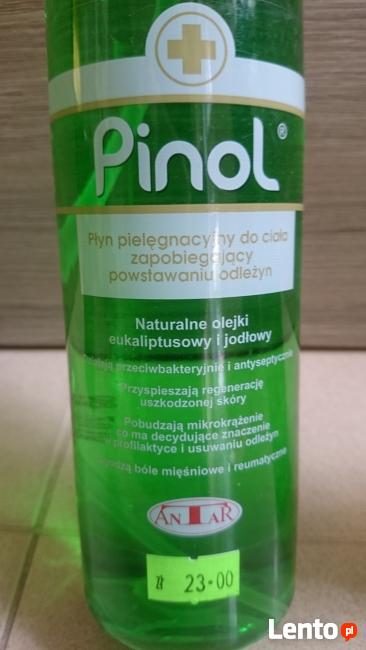 Pinol®
Płyn pielęgnacyjny do ciała
zapobiegający
powstawaniu odleżyn
Naturalne olejki
eukaliptusowy i jodłowy
przeciwbakteryjnie i antyseptycznie
Przyspieszają regenerację
uszkodzonej skóry
Pobudzają mikrokrążenie
co ma decydujące znaczenie
w profilaktyce i usuwaniu odleżyn
bóle mięśniowe i reumatyczne
ANTAR
zł 23·00
Lento.pl